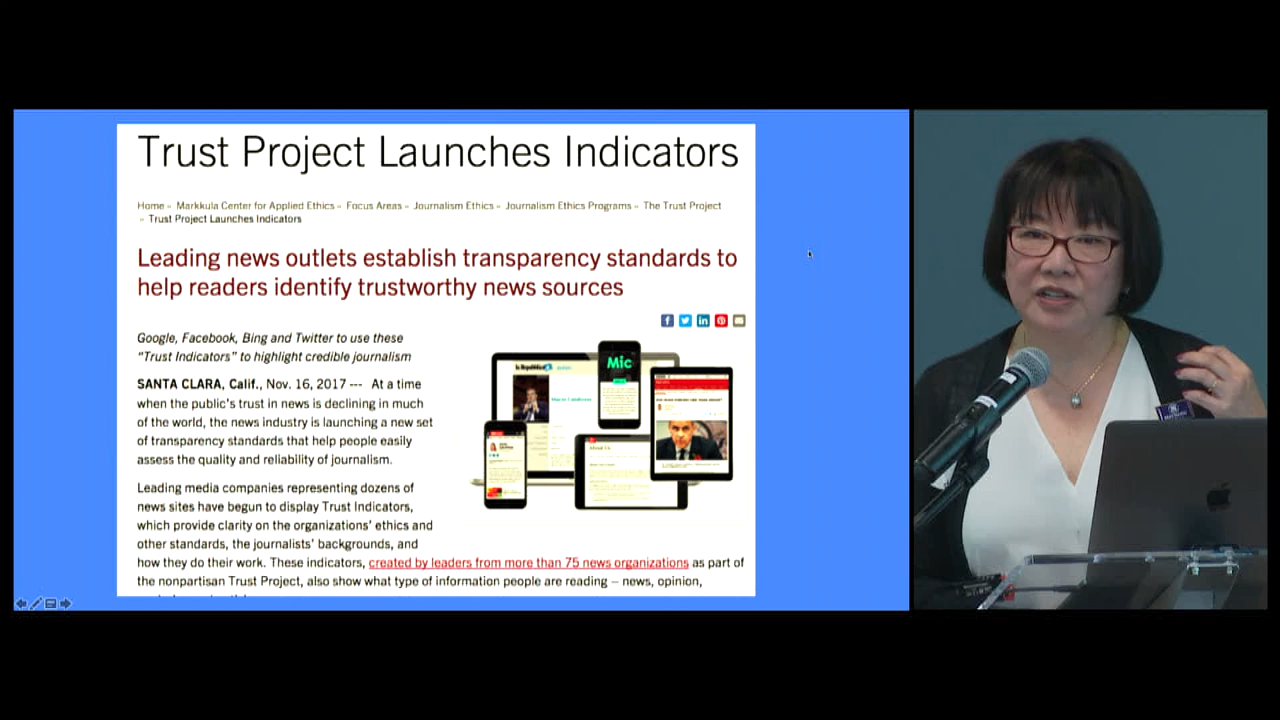 Trust Project Launches Indicators
Home » Markkula Center for Applied Ethics » Focus Areas » Journalism Ethics » Journalism Ethics Programs » The Trust Project
» Trust Project Launches Indicators
Leading news outlets establish transparency standards to
help readers identify trustworthy news sources
Google, Facebook, Bing and Twitter to use these
“Trust Indicators” to highlight credible journalism
SANTA CLARA, Calif., Nov. 16, 2017 --- At a time
when the public's trust in news is declining in much
of the world, the news industry is launching a new set
of transparency standards that help people easily
assess the quality and reliability of journalism.
Leading media companies representing dozens of
news sites have begun to display Trust Indicators,
which provide clarity on the organizations' ethics and
other standards, the journalists' backgrounds, and
how they do their work. These indicators, created by leaders from more than 75 news organizations as part of
the nonpartisan Trust Project, also show what type of information people are reading – news, opinion,
Mic
About Us